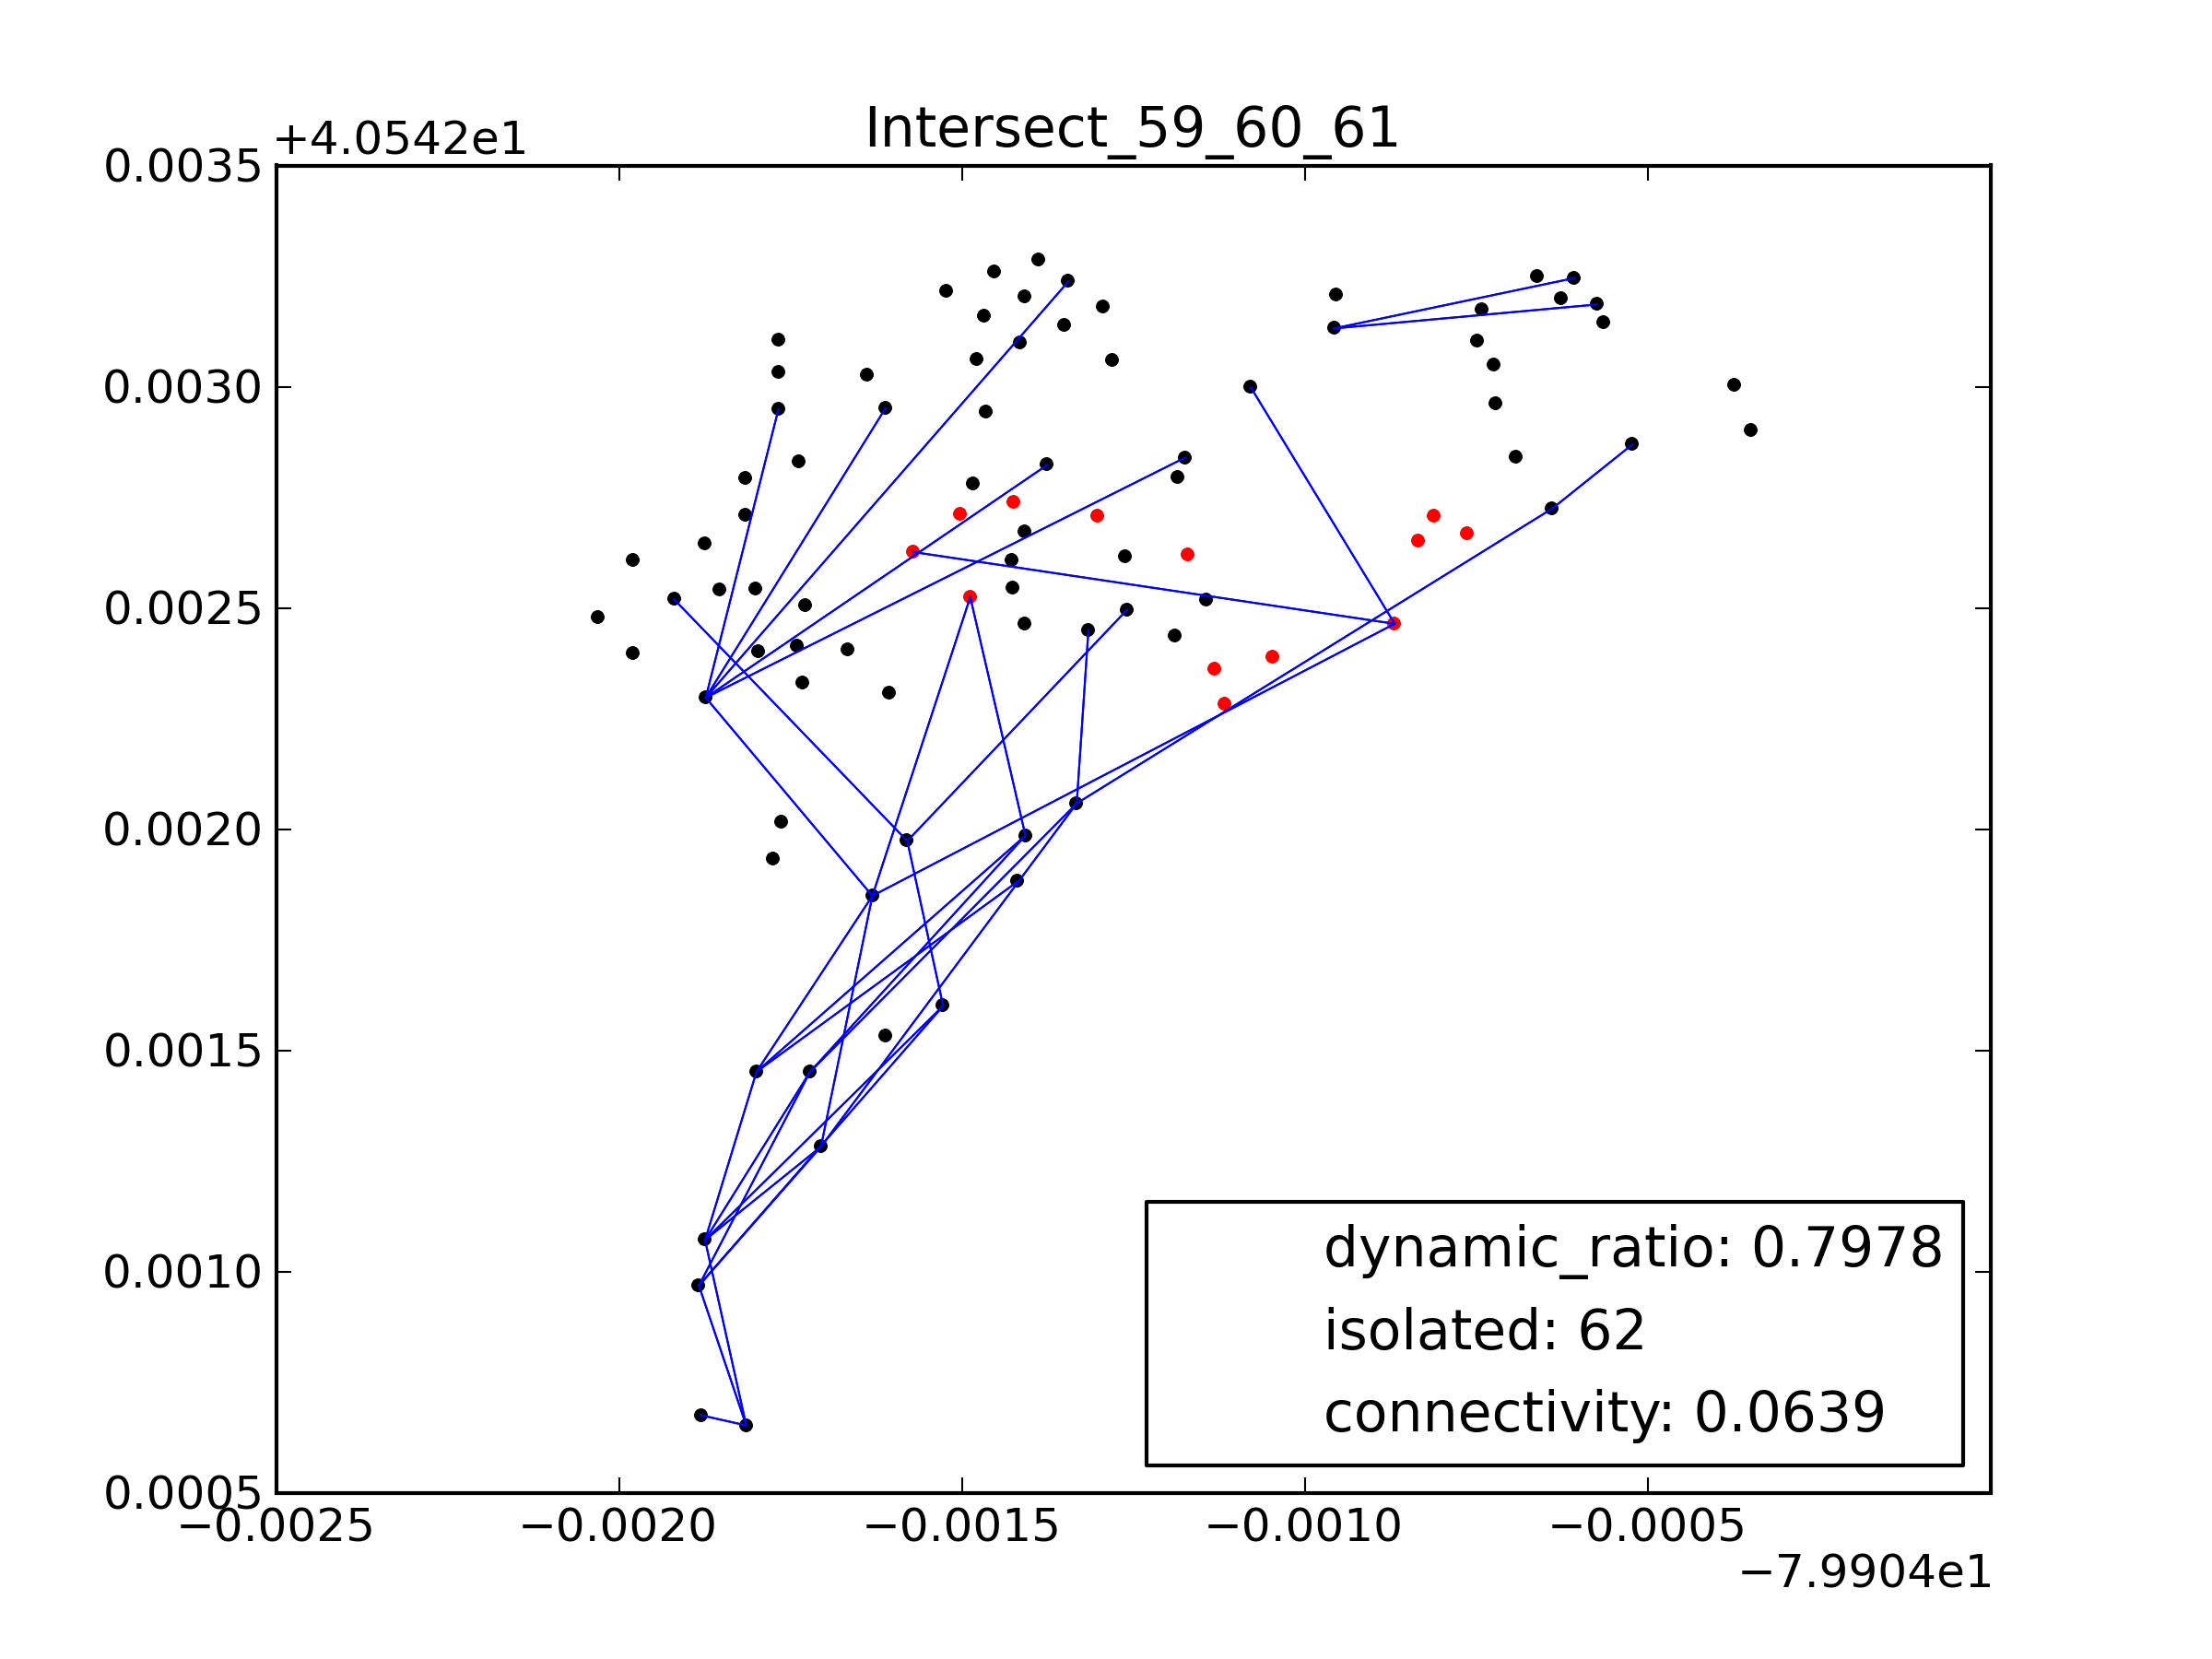 Intersect_59_60_61
+4.0542e1
0.0035
0.0030
0.0025
0.0020
0.0015
0.0010
0.0005
dynamic_ratio: 0.7978
isolated: 62
connectivity: 0.0639
−0.0025 −0.0020 −0.0015 −0.0010 −0.0005
−7.9904e1